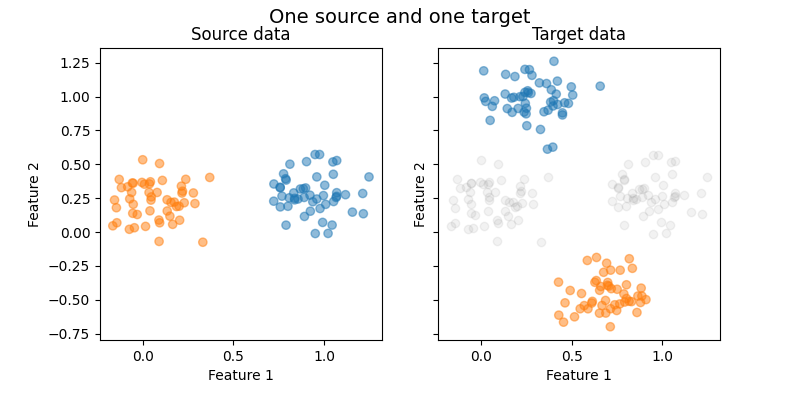 One source and one target
Source data
Target data
1.25
1.00
0.75
0.50
0.25
0.00
−0.25
−0.50
−0.75
Feature 2
Feature 2
0.0
0.5
1.0
0.0
0.5
1.0
Feature 1
Feature 1